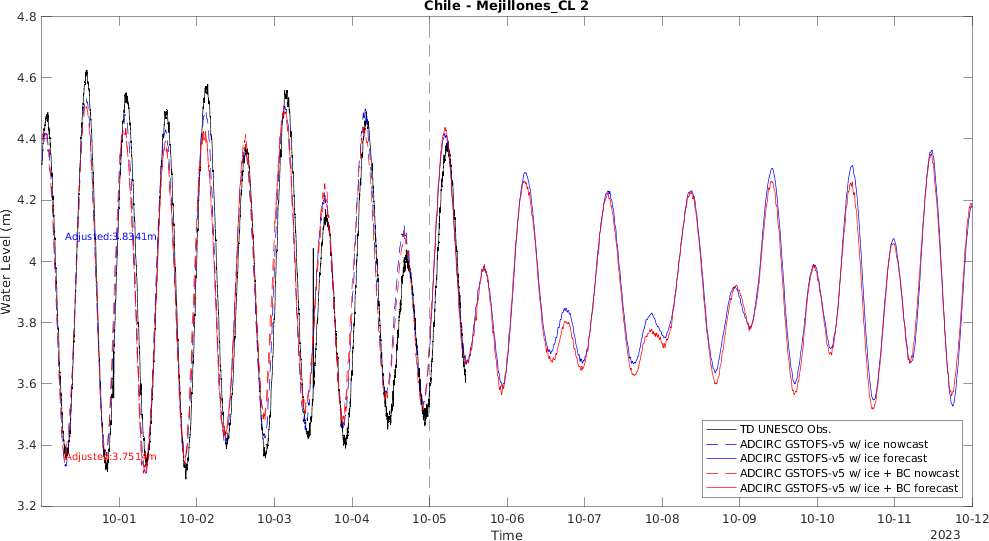 Chile - Mejillones_CL 2
Water Level (m)
4.8
4.6
4.4
4.2
4
3.8
3.6
3.4
3.2
Adjusted:3.8341m
Adjusted:3.7514m
TD UNESCO Obs.
ADCIRC GSTOFS-v5 w/ ice nowcast
ADCIRC GSTOFS-v5 w/ ice forecast
ADCIRC GSTOFS-v5 w/ ice + BC nowcast
ADCIRC GSTOFS-v5 w/ ice + BC forecast
10-01 10-02 10-03 10-04 10-05 10-06 10-07 10-08 10-09 10-10 10-11 10-12
Time
2023